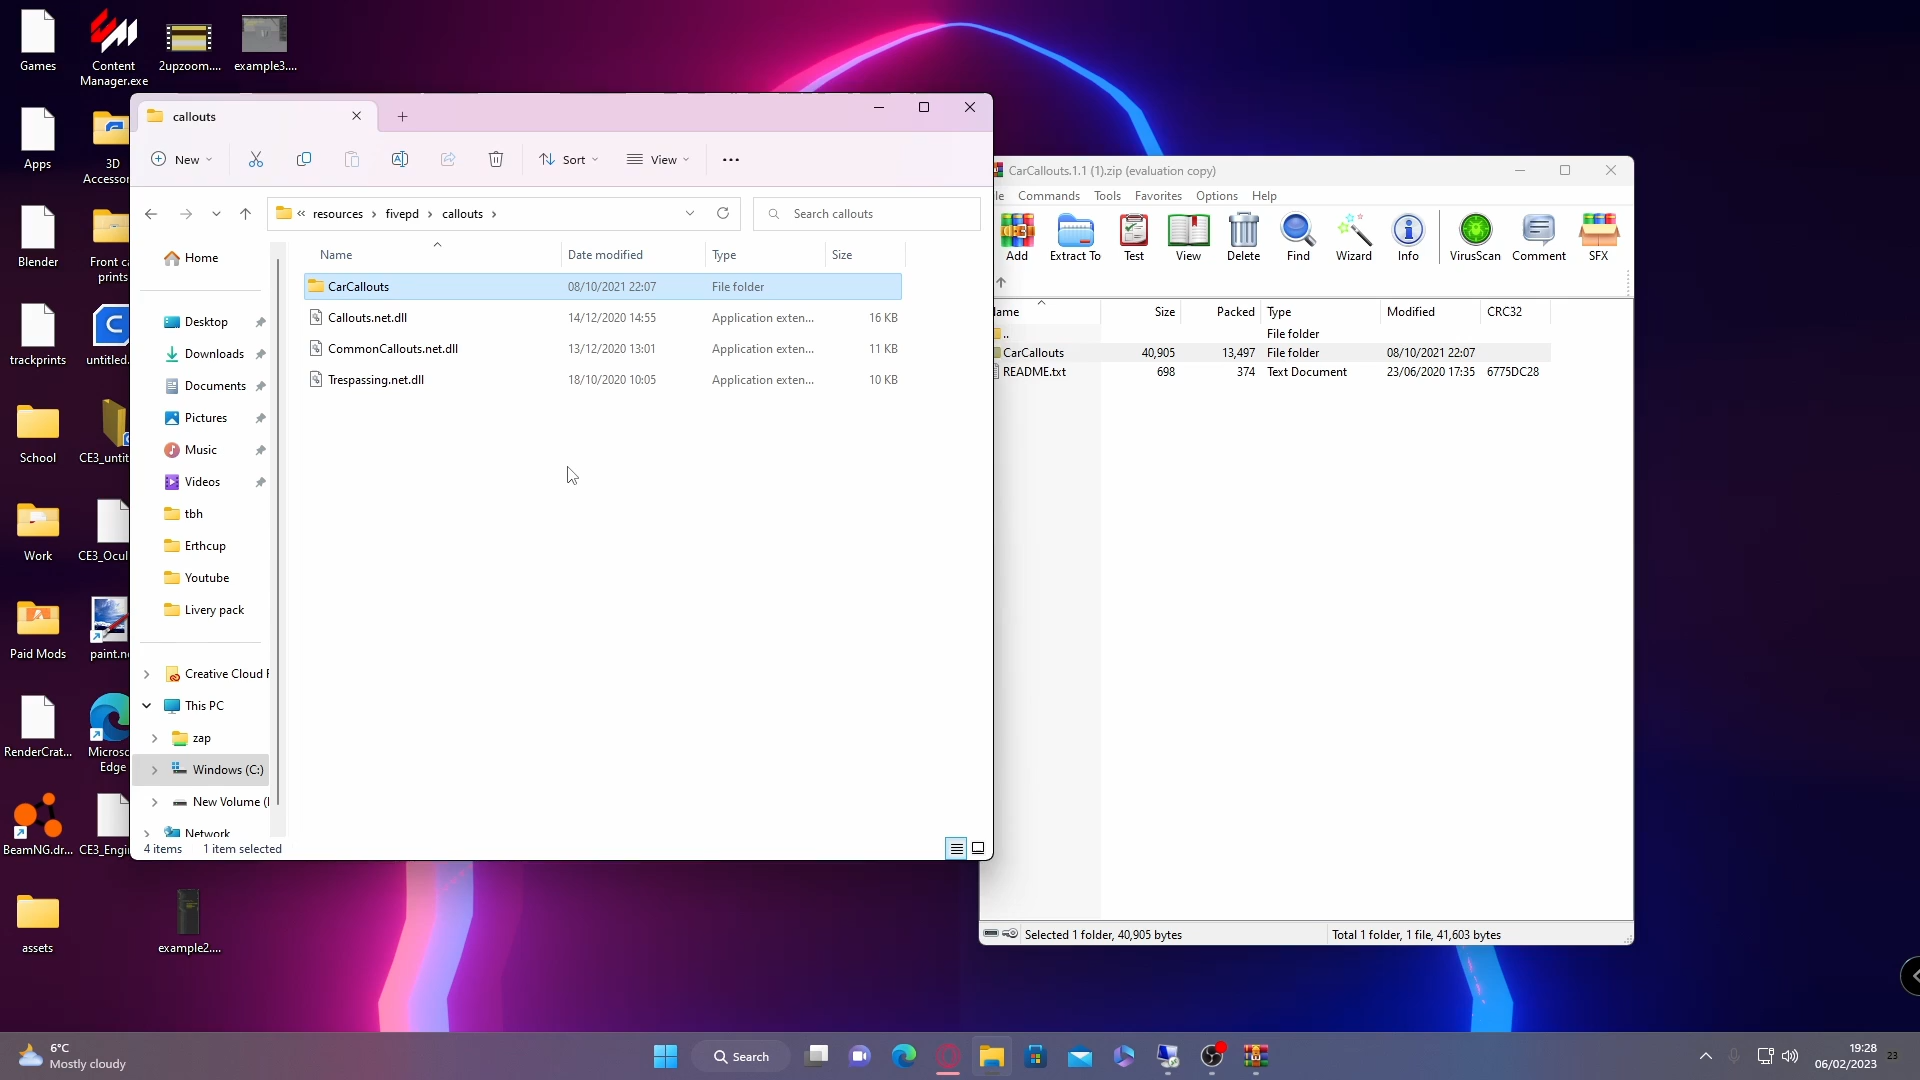 Games
Content
Manager.exe
2upzoom....
example3....
Apps
3D
Accessor
Blender
Front ca
prints
trackprints
untitled.
School
CE3_untit
Work
CE3_Ocul
Paid Mods
paint.ne
RenderCrat...
Microso
Edge
BeamNG.dr...
CE3_Engi
assets
example2....
callouts
New
Sort
View
« resources > fivepd > callouts >
Search callouts
Name Date modified Type Size
CarCallouts 08/10/2021 22:07 File folder
Callouts.net.dll 14/12/2020 14:55 Application exten... 16 KB
CommonCallouts.net.dll 13/12/2020 13:01 Application exten... 11 KB
Trespassing.net.dll 18/10/2020 10:05 Application exten... 10 KB
Home
Desktop
Downloads
Documents
Pictures
Music
Videos
tbh
Erthcup
Youtube
Livery pack
Creative Cloud F
This PC
zap
Windows (C:)
New Volume (
Network
4 items 1 item selected
CarCallouts.1.1 (1).zip (evaluation copy)
le Commands Tools Favorites Options Help
Add Extract To Test View Delete Find Wizard Info VirusScan Comment SFX
ame Size Packed Type Modified CRC32
.. File folder
CarCallouts 40,905 13,497 File folder 08/10/2021 22:07
README.txt 698 374 Text Document 23/06/2020 17:35 6775DC28
Selected 1 folder, 40,905 bytes Total 1 folder, 1 file, 41,603 bytes
6°C
Mostly cloudy
Search
19:28
06/02/2023
23